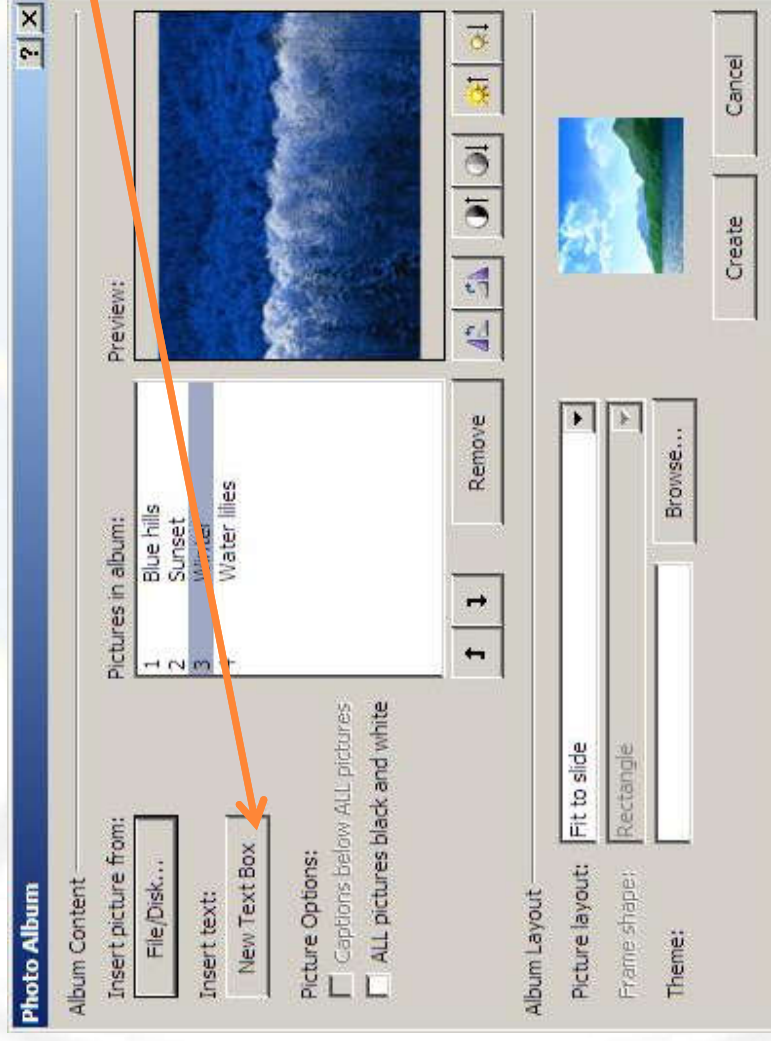 Photo Album
Album Content
Insert picture from:
File/Disk...
Insert text:
New Text Box
Picture Options:
Captions below ALL pictures
ALL pictures black and white
Pictures in album:
1 Blue hills
2 Sunset
3 Winter
4 Water lilies
Remove
Preview:
Album Layout
Picture layout: Fit to slide
Frame shape: Rectangle
Theme:
Browse...
Create
Cancel